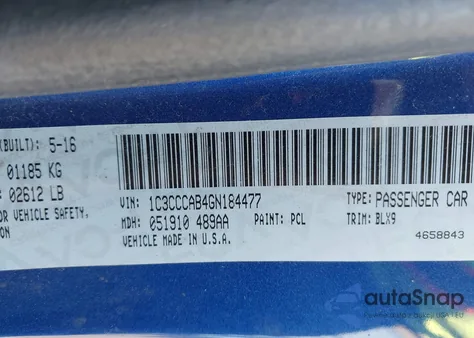 (BUILT): 5-16
01185 KG
02612 LB
OR VEHICLE SAFETY,
ON
VIN: 1C3CCCAB4GN184477
TYPE: PASSENGER CAR
MDH: 051910 489AA
PAINT: PCL
TRIM: BLX9
VEHICLE MADE IN U.S.A.
4658843
autoSnap